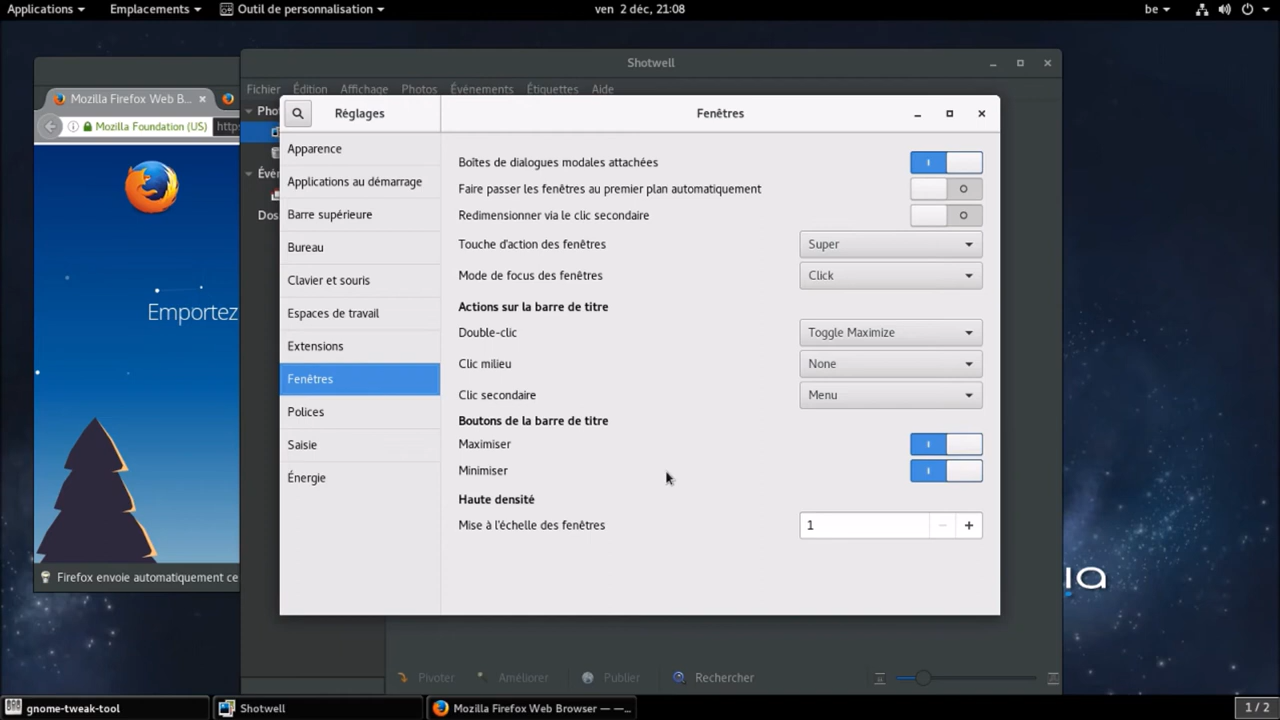 Applications
Emplacements
Outil de personnalisation
ven 2 déc, 21:08
be
Shotwell
Fichier Édition Affichage Photos Événements Étiquettes Aide
Mozilla Firefox Web B...
Mozilla Foundation (US)
Emportez
Firefox envoie automatiquement ce
Réglages
Fenêtres
Apparence
Applications au démarrage
Barre supérieure
Bureau
Clavier et souris
Espaces de travail
Extensions
Fenêtres
Polices
Saisie
Énergie
Boîtes de dialogues modales attachées
Faire passer les fenêtres au premier plan automatiquement
Redimensionner via le clic secondaire
Touche d'action des fenêtres Super
Mode de focus des fenêtres Click
Actions sur la barre de titre
Double-clic Toggle Maximize
Clic milieu None
Clic secondaire Menu
Boutons de la barre de titre
Maximiser
Minimiser
Haute densité
Mise à l'échelle des fenêtres 1
Pivoter Améliorer Publier Rechercher
gnome-tweak-tool
Shotwell
Mozilla Firefox Web Browser — —...
1 / 2